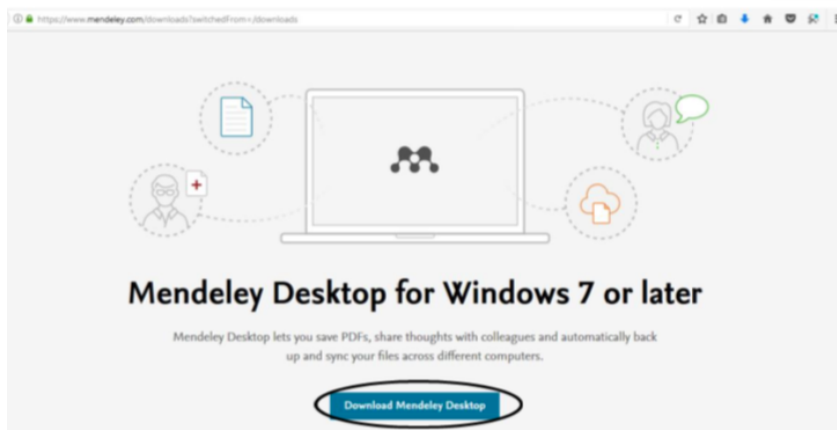 https://www.mendeley.com/downloads?switchedFrom=/downloads
Mendeley Desktop for Windows 7 or later
Mendeley Desktop lets you save PDFs, share thoughts with colleagues and automatically back
up and sync your files across different computers.
Download Mendeley Desktop